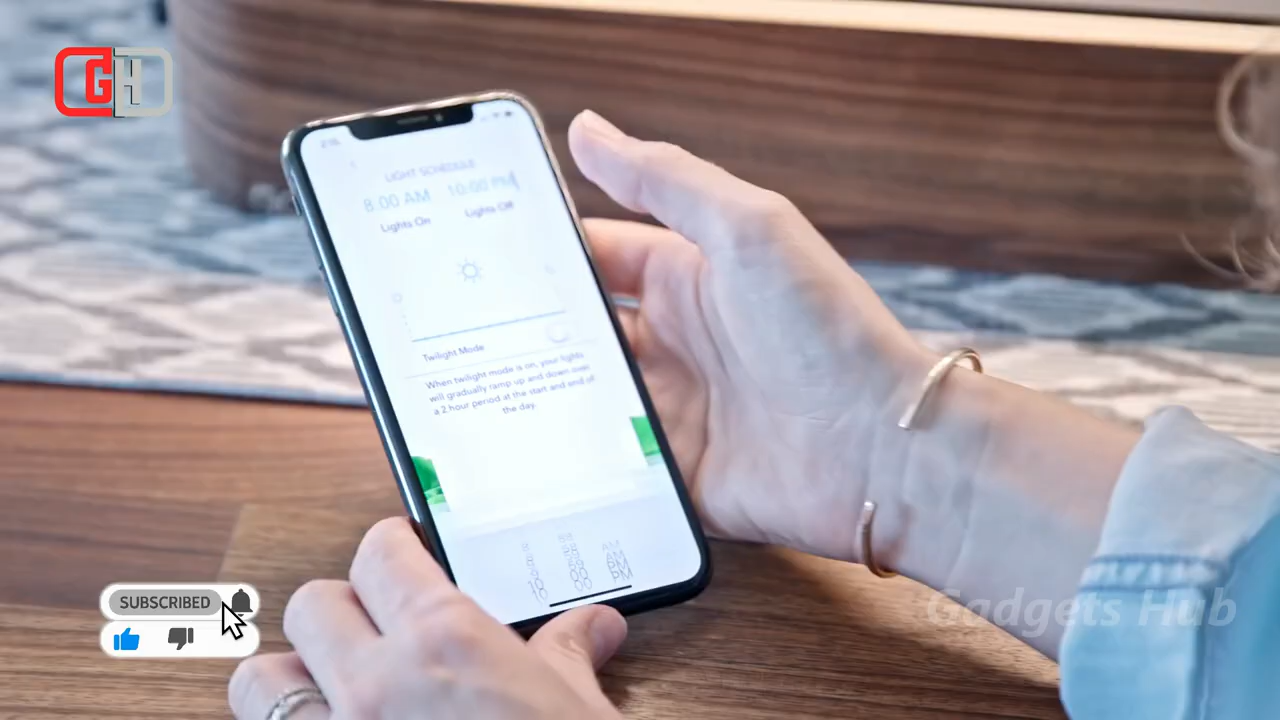 GH
LIGHT SCHEDULE
8:00 AM 10:00 PM
Lights On Lights Off
Twilight Mode
When twilight mode is on, your lights
will gradually ramp up and down over
a 2 hour period at the start and end of
the day.
AM
PM
SUBSCRIBED
Gadgets Hub